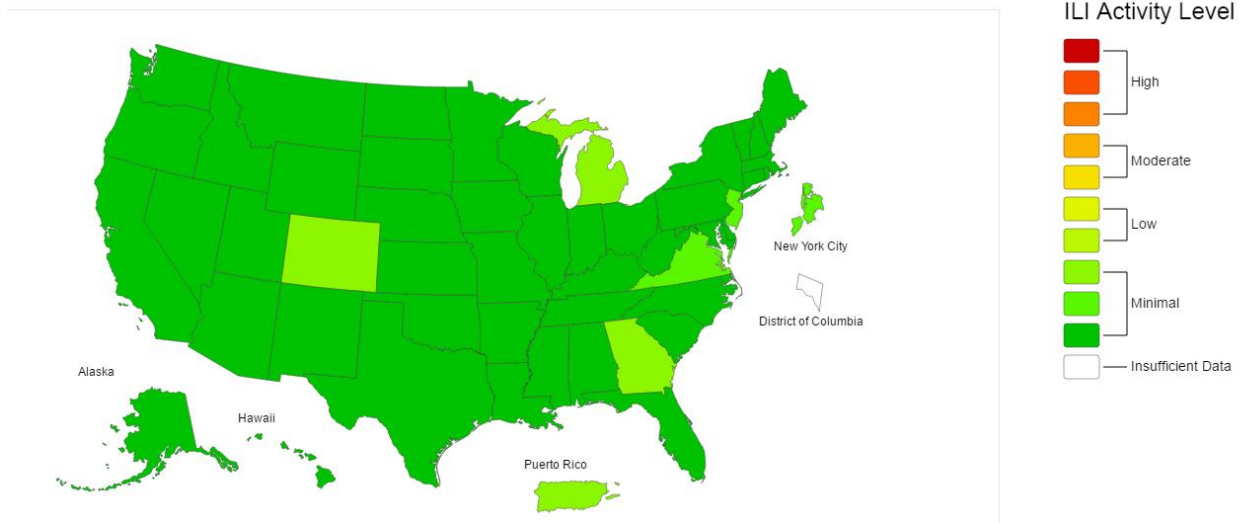 ILI Activity Level
High
Moderate
Low
Minimal
Insufficient Data
New York City
District of Columbia
Alaska
Hawaii
Puerto Rico